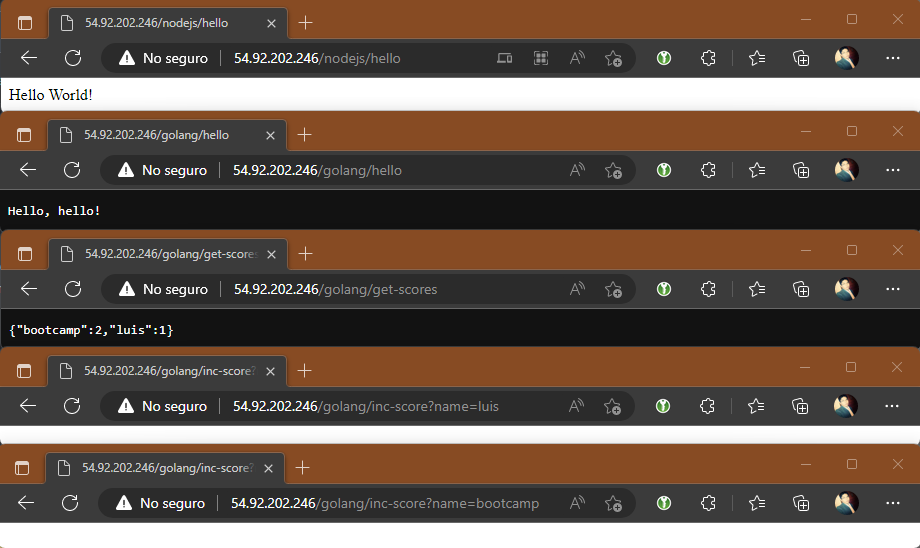 54.92.202.246/nodejs/hello
No seguro 54.92.202.246/nodejs/hello
Hello World!
54.92.202.246/golang/hello
No seguro 54.92.202.246/golang/hello
Hello, hello!
54.92.202.246/golang/get-scores
No seguro 54.92.202.246/golang/get-scores
{"bootcamp":2,"luis":1}
54.92.202.246/golang/inc-score?
No seguro 54.92.202.246/golang/inc-score?name=luis
54.92.202.246/golang/inc-score?
No seguro 54.92.202.246/golang/inc-score?name=bootcamp